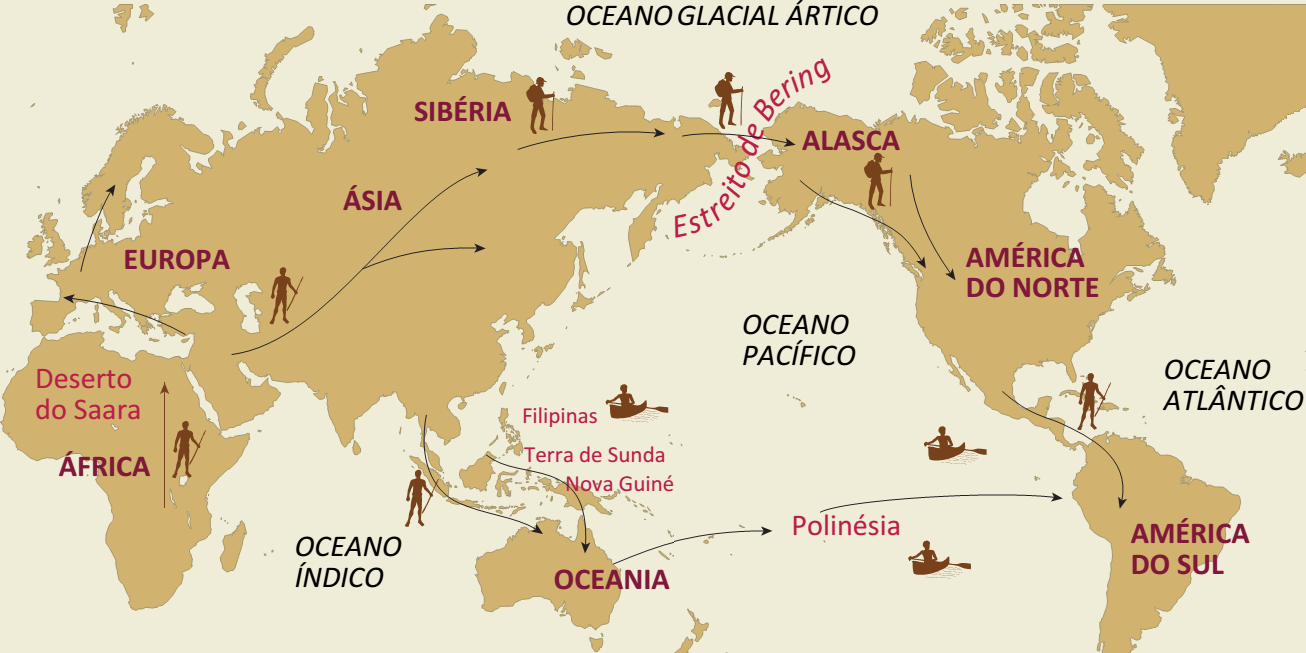 OCEANO GLACIAL ÁRTICO
SIBÉRIA
Estreito de Bering
ALASCA
ÁSIA
EUROPA
AMÉRICA
DO NORTE
OCEANO
PACÍFICO
OCEANO
ATLÂNTICO
Deserto
do Saara
Filipinas
ÁFRICA
Terra de Sunda
Nova Guiné
Polinésia
OCEANO
ÍNDICO
OCEANIA
AMÉRICA
DO SUL